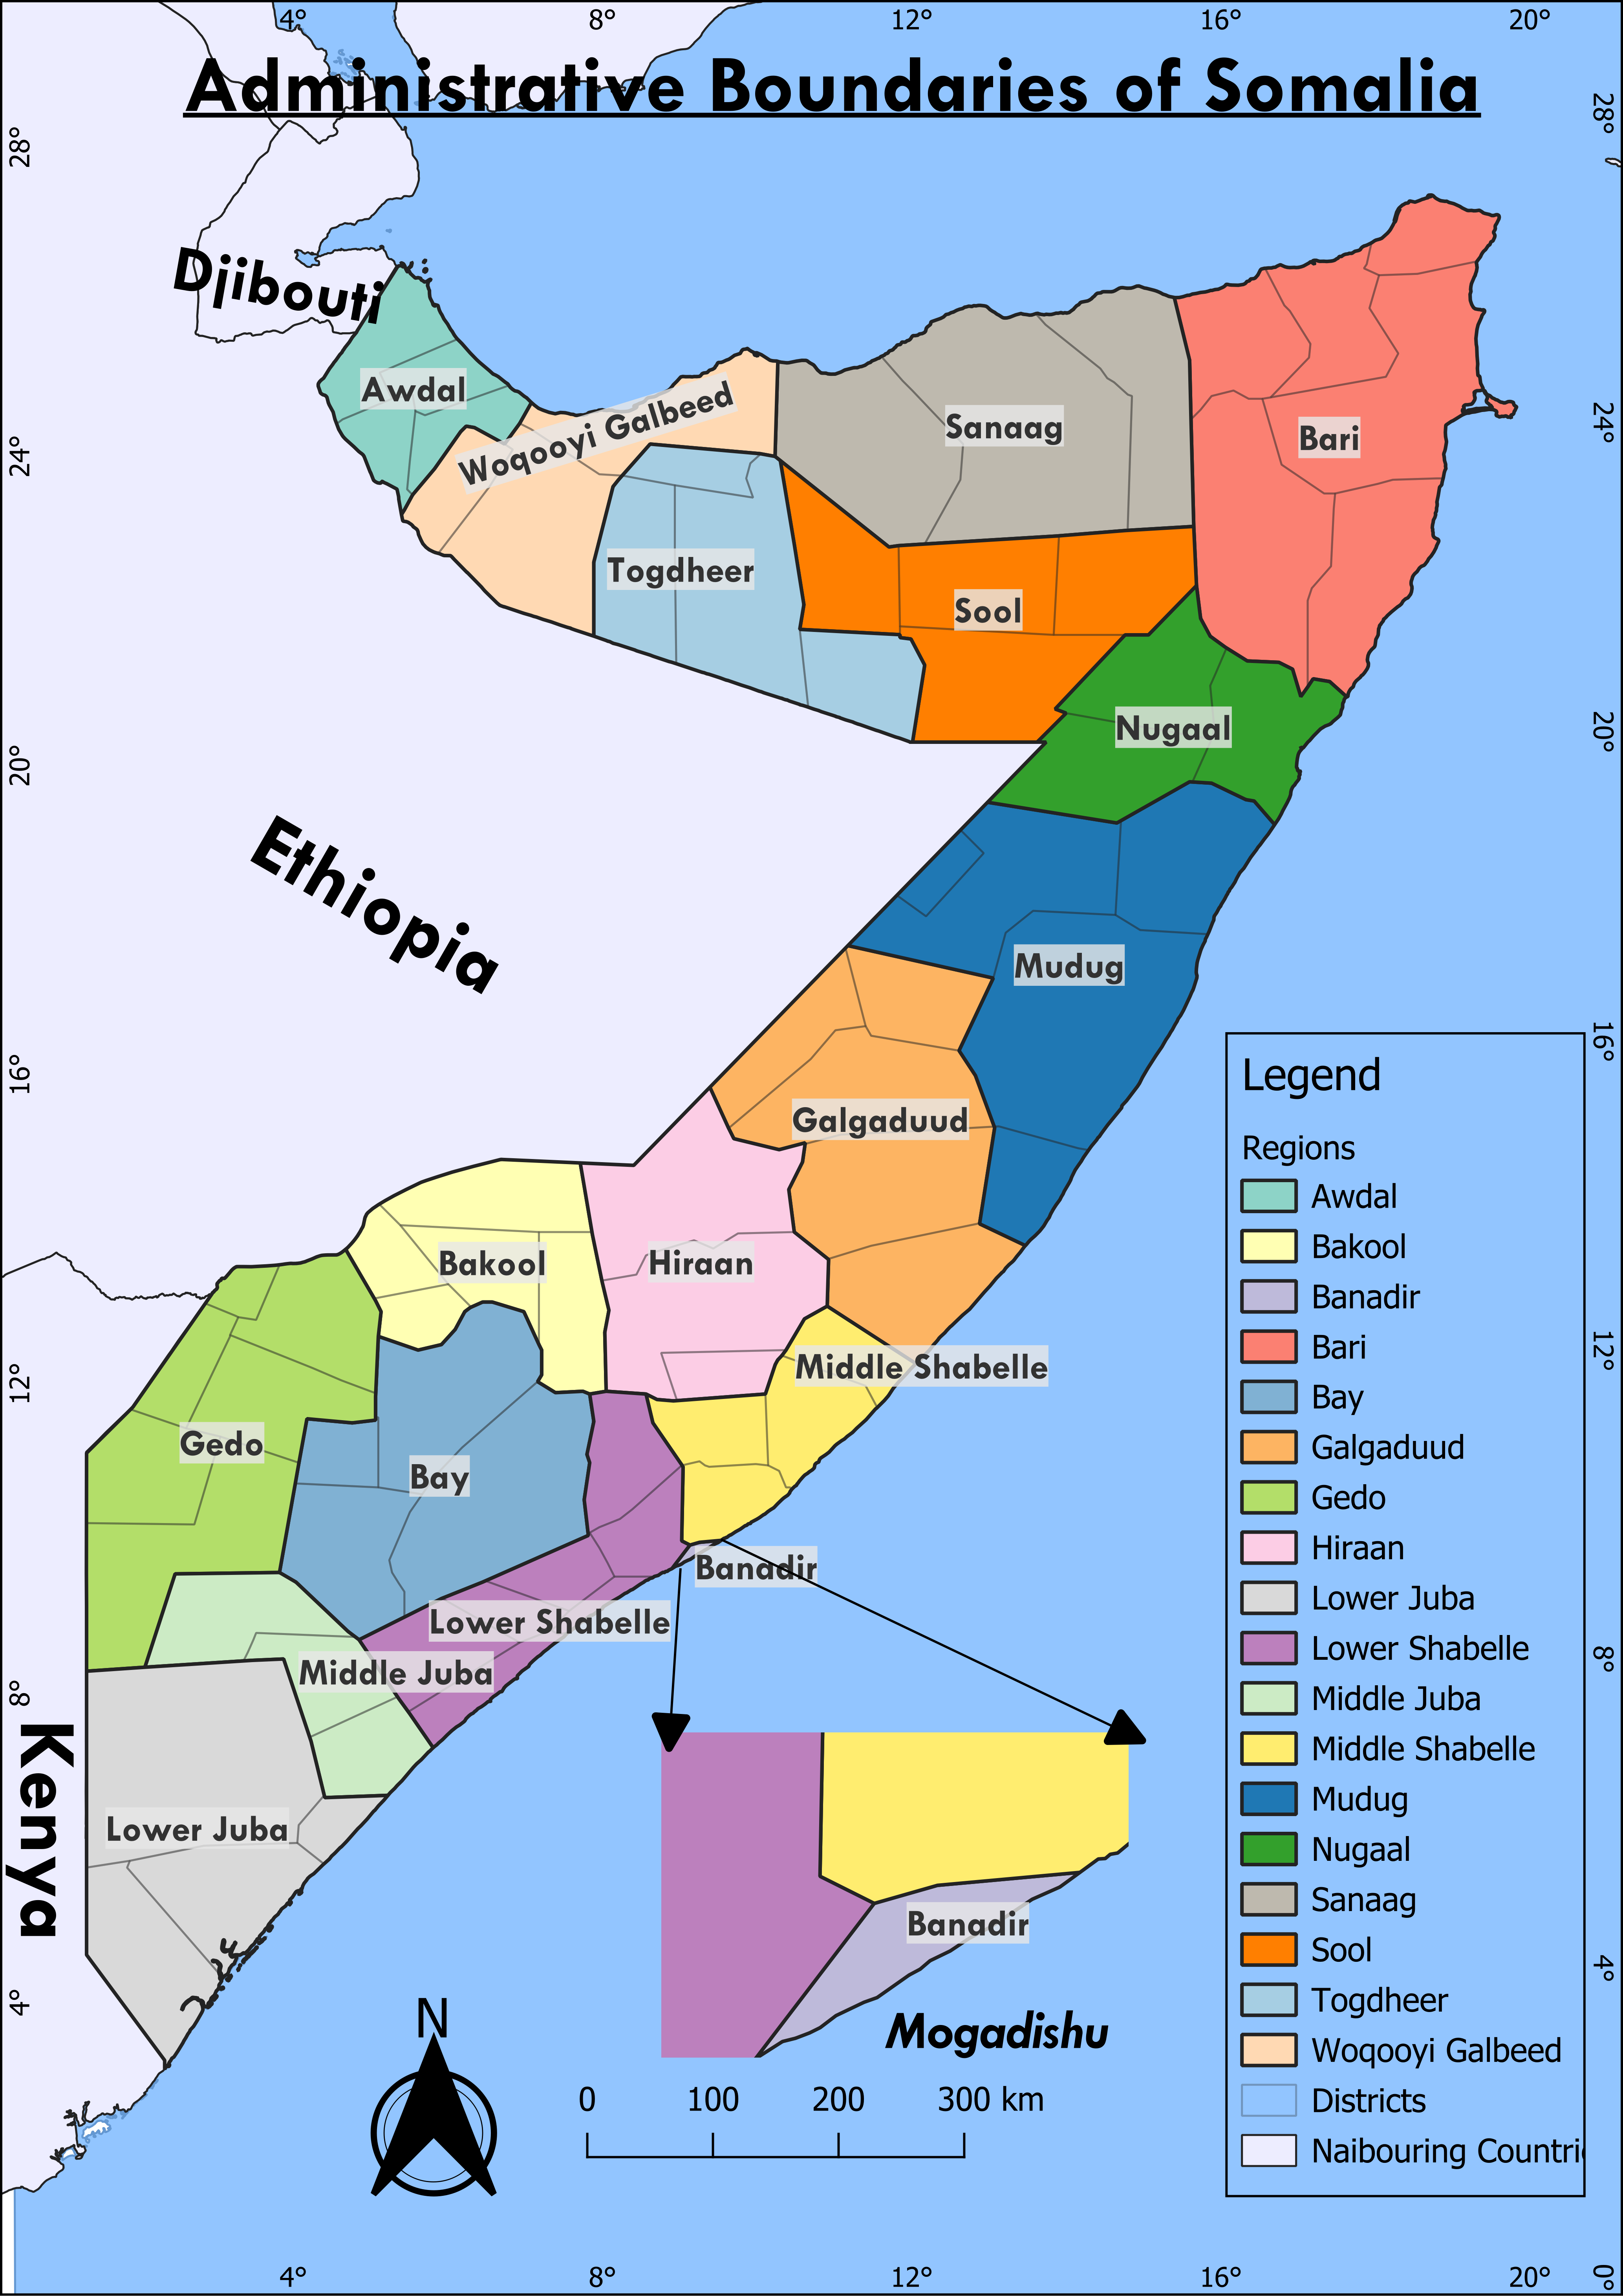 4° 8° 12° 16° 20°
Administrative Boundaries of Somalia
28° 28°
Djibouti
Awdal
Woqooyi Galbeed
Sanaag
Bari
24° 24°
Togdheer
Sool
Nugaal
20° 20°
Ethiopia
Mudug
16° 16°
Galgaduud
Bakool
Hiraan
Middle Shabelle
12° 12°
Gedo
Bay
Banadir
Lower Shabelle
Middle Juba
8° 8°
Kenya
Lower Juba
Banadir
Mogadishu
4° 4°
N
0 100 200 300 km
Legend
Regions
Awdal
Bakool
Banadir
Bari
Bay
Galgaduud
Gedo
Hiraan
Lower Juba
Lower Shabelle
Middle Juba
Middle Shabelle
Mudug
Nugaal
Sanaag
Sool
Togdheer
Woqooyi Galbeed
Districts
Naibouring Countri
4° 8° 12° 16° 20° 0°